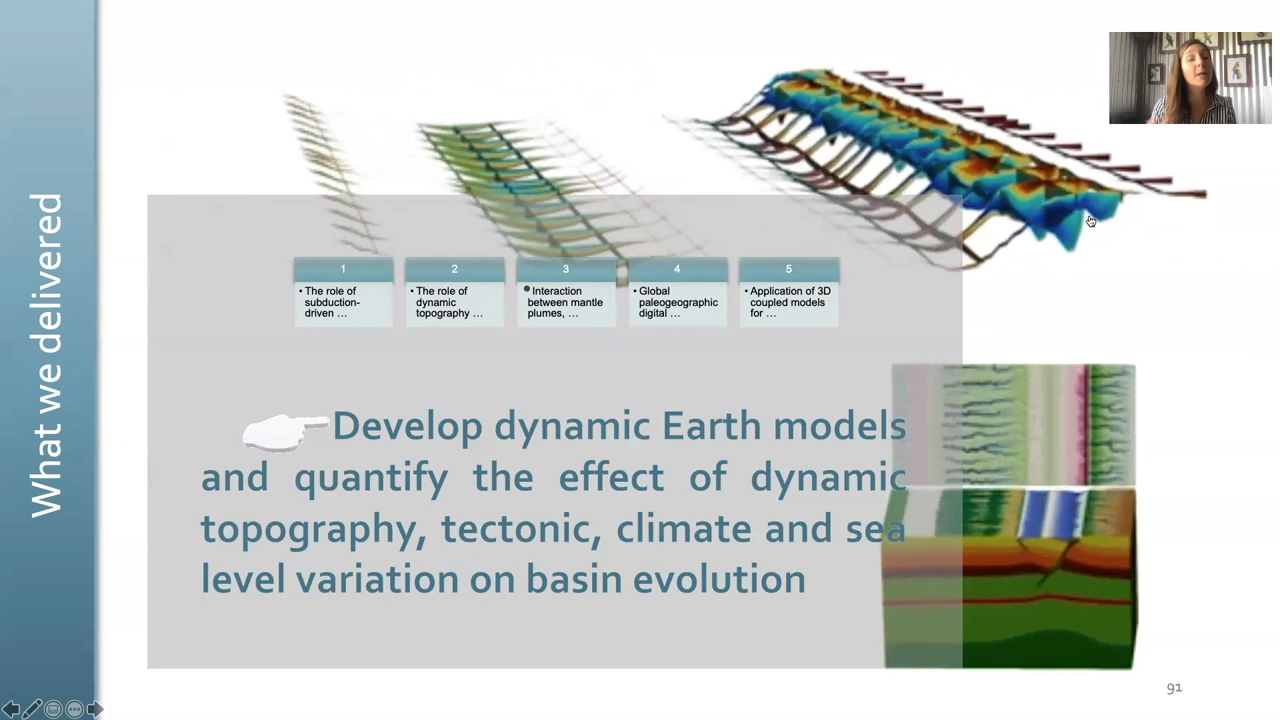 What we delivered
1
• The role of
subduction-
driven …
2
• The role of
dynamic
topography …
3
• Interaction
between mantle
plumes, …
4
• Global
paleogeographic
digital …
5
• Application of 3D
coupled models
for …
Develop dynamic Earth models
and quantify the effect of dynamic
topography, tectonic, climate and sea
level variation on basin evolution
91